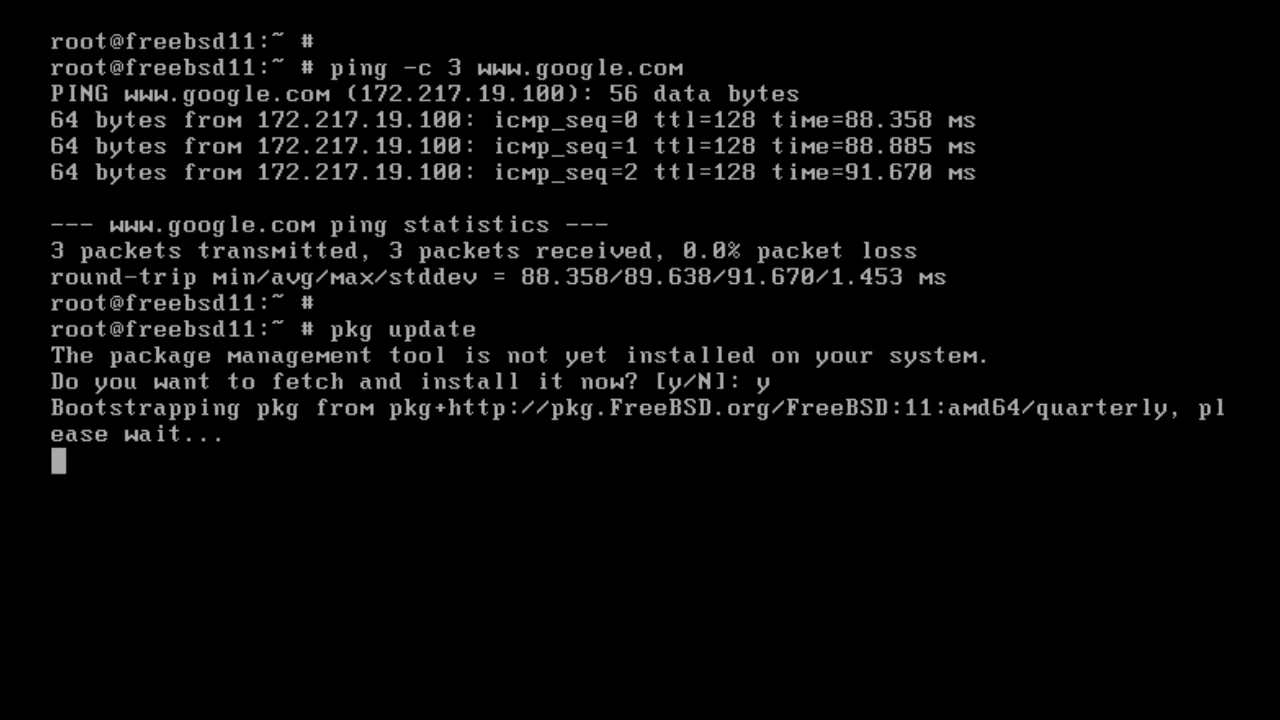 root@freebsd11:~ #
root@freebsd11:~ # ping -c 3 www.google.com
PING www.google.com (172.217.19.100): 56 data bytes
64 bytes from 172.217.19.100: icmp_seq=0 ttl=128 time=88.358 ms
64 bytes from 172.217.19.100: icmp_seq=1 ttl=128 time=88.885 ms
64 bytes from 172.217.19.100: icmp_seq=2 ttl=128 time=91.670 ms
--- www.google.com ping statistics ---
3 packets transmitted, 3 packets received, 0.0% packet loss
round-trip min/avg/max/stddev = 88.358/89.638/91.670/1.453 ms
root@freebsd11:~ #
root@freebsd11:~ # pkg update
The package management tool is not yet installed on your system.
Do you want to fetch and install it now? [y/N]: y
Bootstrapping pkg from pkg+http://pkg.FreeBSD.org/FreeBSD:11:amd64/quarterly, pl
ease wait...